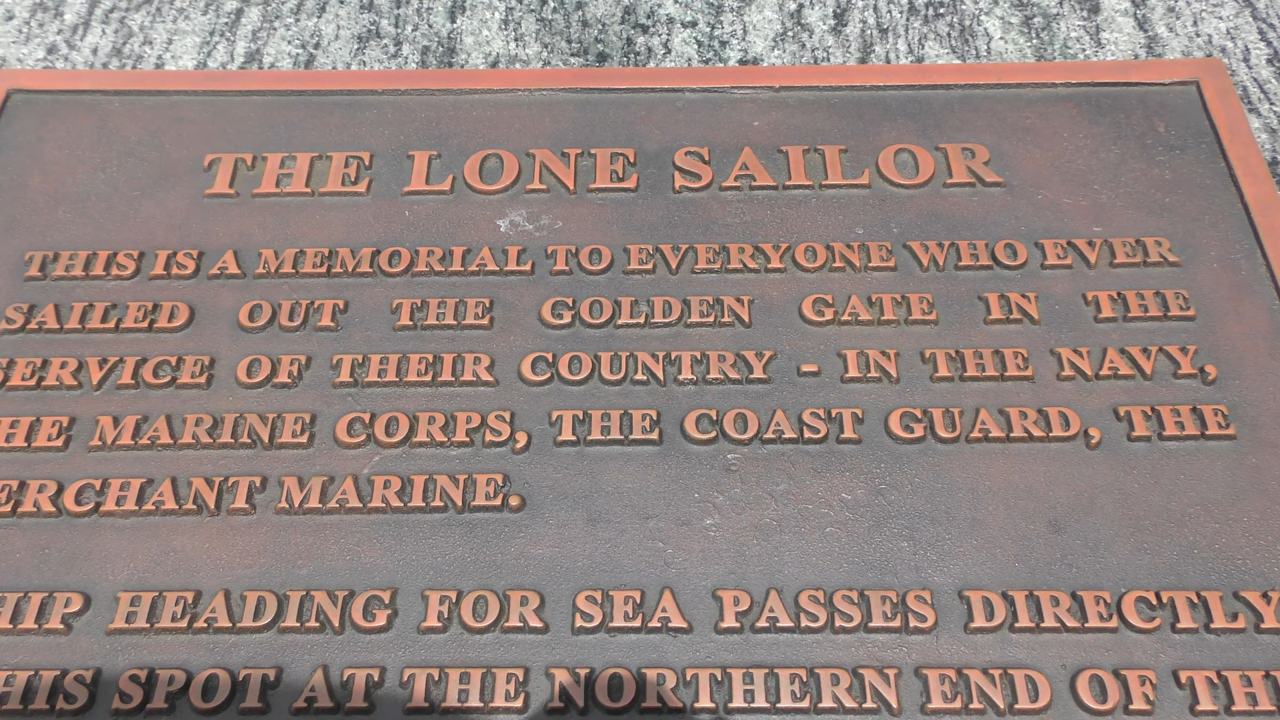 THE LONE SAILOR
THIS IS A MEMORIAL TO EVERYONE WHO EVER
SAILED OUT THE GOLDEN GATE IN THE
SERVICE OF THEIR COUNTRY - IN THE NAVY,
HE MARINE CORPS, THE COAST GUARD, THE
ERCHANT MARINE.
HIP HEADING FOR SEA PASSES DIRECTLY
HIS SPOT AT THE NORTHERN END OF TH